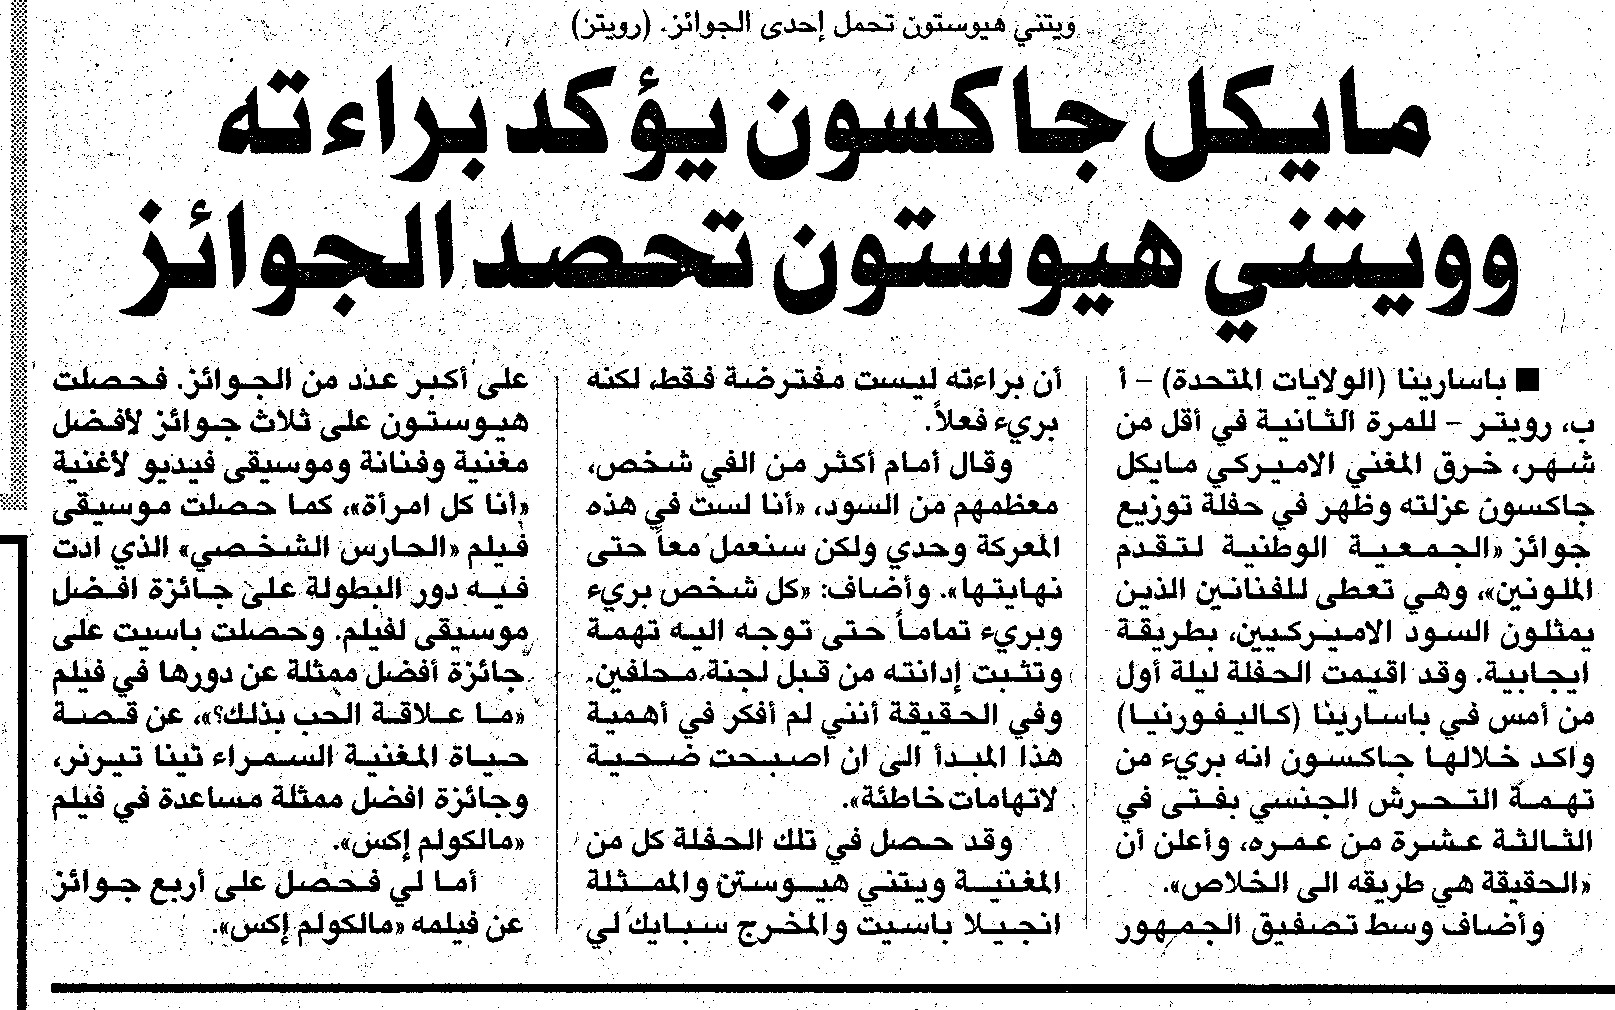 ويتني هيوستون تحمل إحدى الجوائز. (رويتر)
مايكل جاكسون يؤكد براءته
وويتني هيوستون تحصد الجوائز
■ باسارينا (الولايات المتحدة) – أ
ب، رويتر – للمرة الثانية في أقل من
شهر، خرق المغني الاميركي مايكل
جاكسون عزلته وظهر في حفلة توزيع
جوائز «الجمعية الوطنية لتقدم
الملونين»، وهي تعطى للفنانين الذين
يمثلون السود الاميركيين، بطريقة
ايجابية. وقد اقيمت الحفلة ليلة أول
من أمس في باسارينا (كاليفورنيا)
واكد خلالها جاكسون انه بريء من
تهمة التحرش الجنسي بفتى في
الثالثة عشرة من عمره، وأعلن أن
«الحقيقة هي طريقه الى الخلاص».
وأضاف وسط تصفيق الجمهور
أن براءته ليست مفترضة فقط، لكنه
بريء فعلاً.
وقال أمام أكثر من الفي شخص،
معظمهم من السود، «أنا لست في هذه
المعركة وحدي ولكن سنعمل معاً حتى
نهايتها». وأضاف: «كل شخص بريء
وبريء تماماً حتى توجه اليه تهمة
وتثبت إدانته من قبل لجنة محلفين.
وفي الحقيقة أنني لم أفكر في أهمية
هذا المبدأ الى ان اصبحت ضحية
لاتهامات خاطئة».
وقد حصل في تلك الحفلة كل من
المغنية ويتني هيوستن والممثلة
انجيلا باسيت والمخرج سبايك لي
على أكبر عدد من الجوائز. فحصلت
هيوستون على ثلاث جوائز لأفضل
مغنية وفنانة وموسيقى فيديو لأغنية
«أنا كل امرأة»، كما حصلت موسيقى
فيلم «الحارس الشخصي» الذي ادت
فيه دور البطولة على جائزة افضل
موسيقى لفيلم. وحصلت باسيت على
جائزة أفضل ممثلة عن دورها في فيلم
«ما علاقة الحب بذلك؟»، عن قصة
حياة المغنية السمراء تينا تيرنر،
وجائزة افضل ممثلة مساعدة في فيلم
«مالكولم إكس».
أما لي فحصل على أربع جوائز
عن فيلمه «مالكولم إكس».